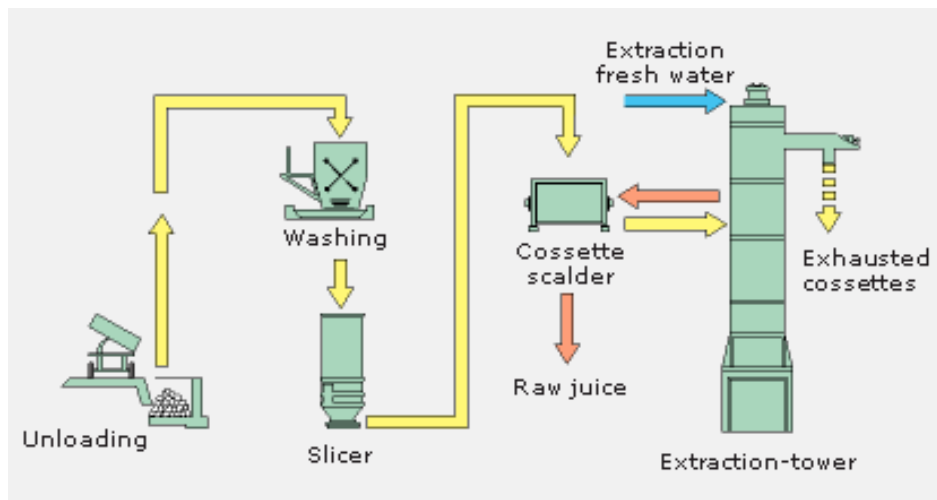 Extraction
fresh water
Washing
Cossette
scalder
Exhausted
cossettes
Raw juice
Unloading
Slicer
Extraction-tower